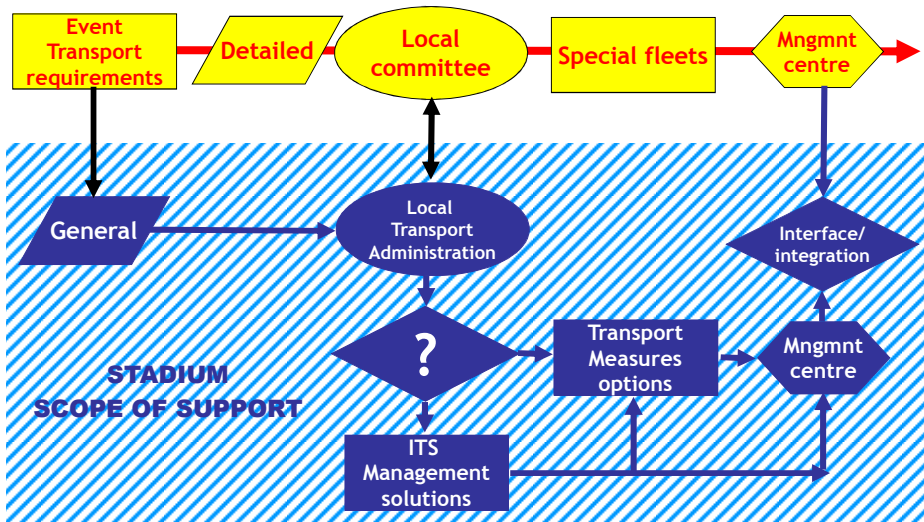 Event
Transport
requirements
Detailed
Local
committee
Special fleets
Mngmnt
centre
General
Local
Transport
Administration
Interface/
integration
?
Transport
Measures
options
Mngmnt
centre
STADIUM
SCOPE OF SUPPORT
ITS
Management
solutions